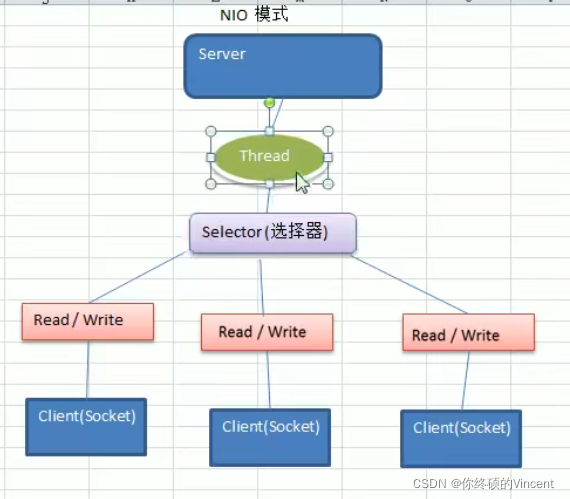 NIO 模式
Server
Thread
Selector(选择器)
Read / Write
Read / Write
Read / Write
Client(Socket)
Client(Socket)
Client(Socket)
CSDN @你终硕的Vincent